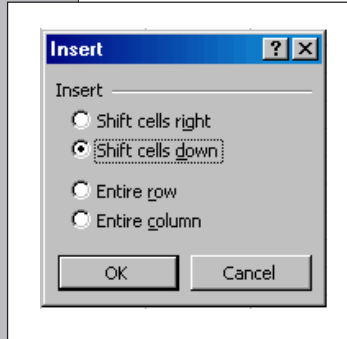 Insert
Insert
Shift cells right
Shift cells down
Entire row
Entire column
OK Cancel